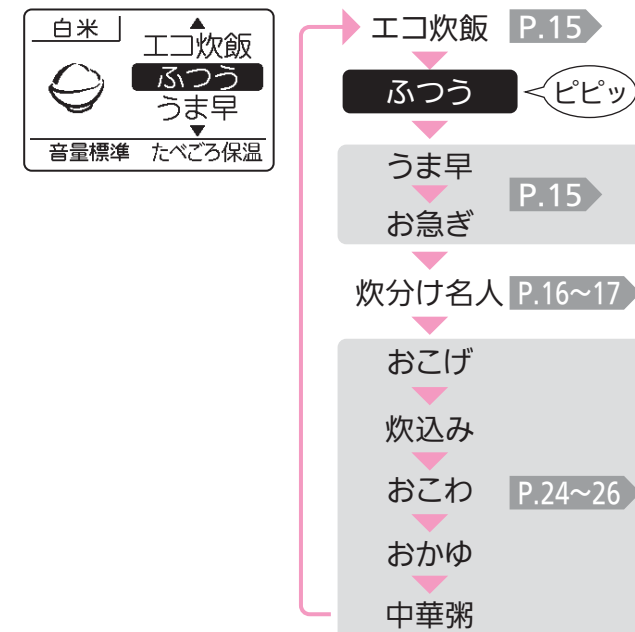 白米
エコ炊飯
ふつう
うま早
音量標準 たべごろ保温
エコ炊飯 P.15
ふつう ピピッ
うま早
P.15
お急ぎ
炊分け名人 P.16~17
おこげ
炊込み
おこわ P.24~26
おかゆ
中華粥